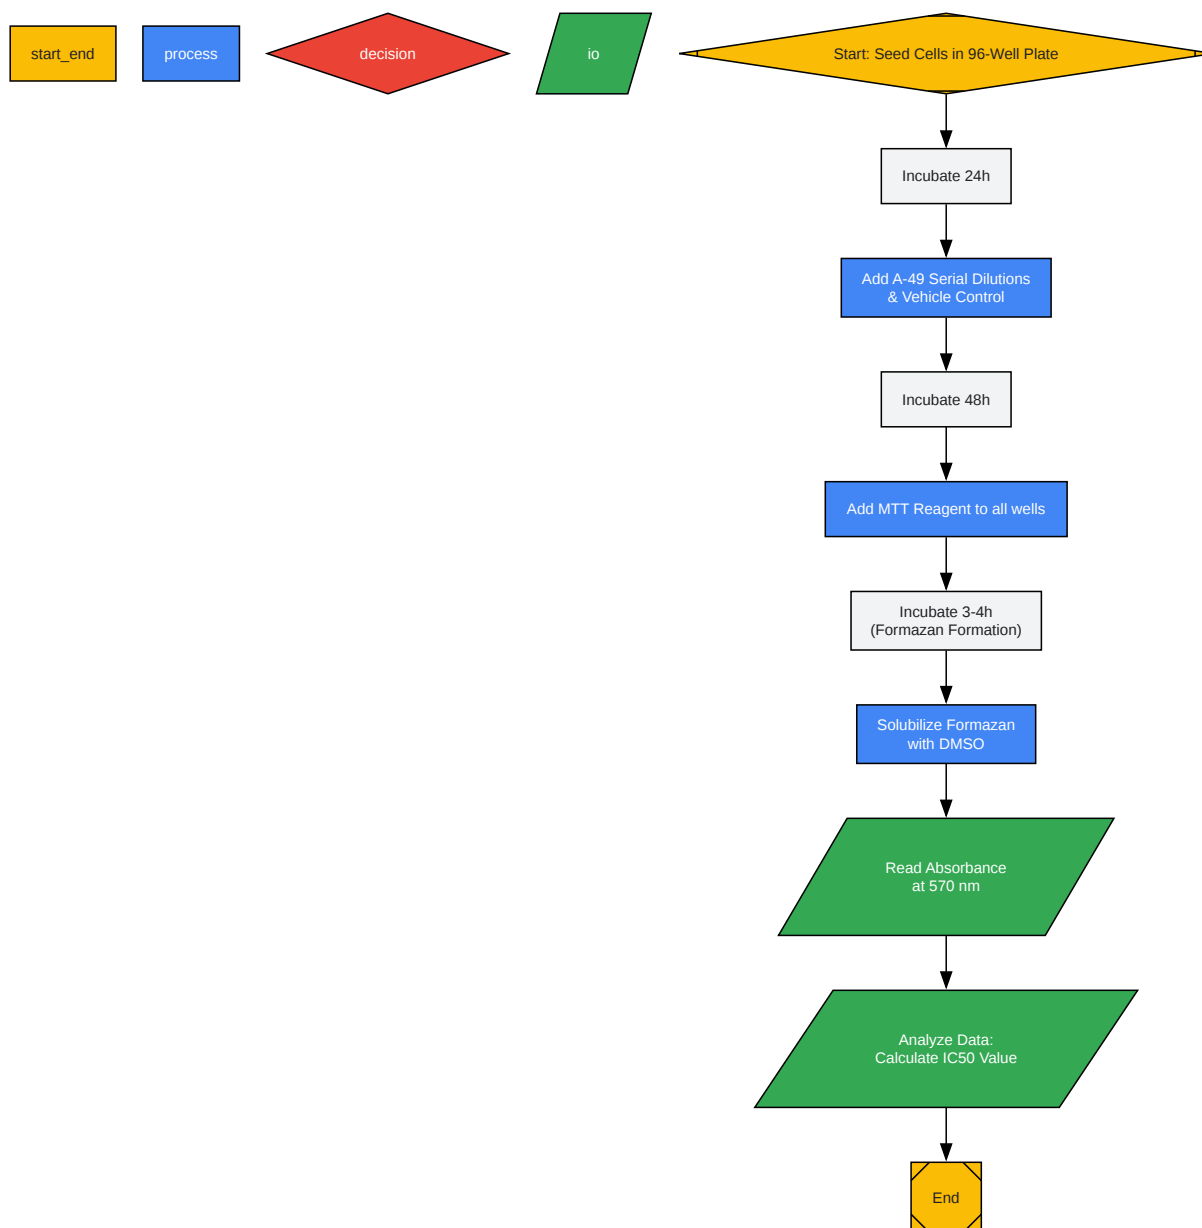 start_end
process
decision
io
Start: Seed Cells in 96-Well Plate
Incubate 24h
Add A-49 Serial Dilutions
& Vehicle Control
Incubate 48h
Add MTT Reagent to all wells
Incubate 3-4h
(Formazan Formation)
Solubilize Formazan
with DMSO
Read Absorbance
at 570 nm
Analyze Data:
Calculate IC50 Value
End